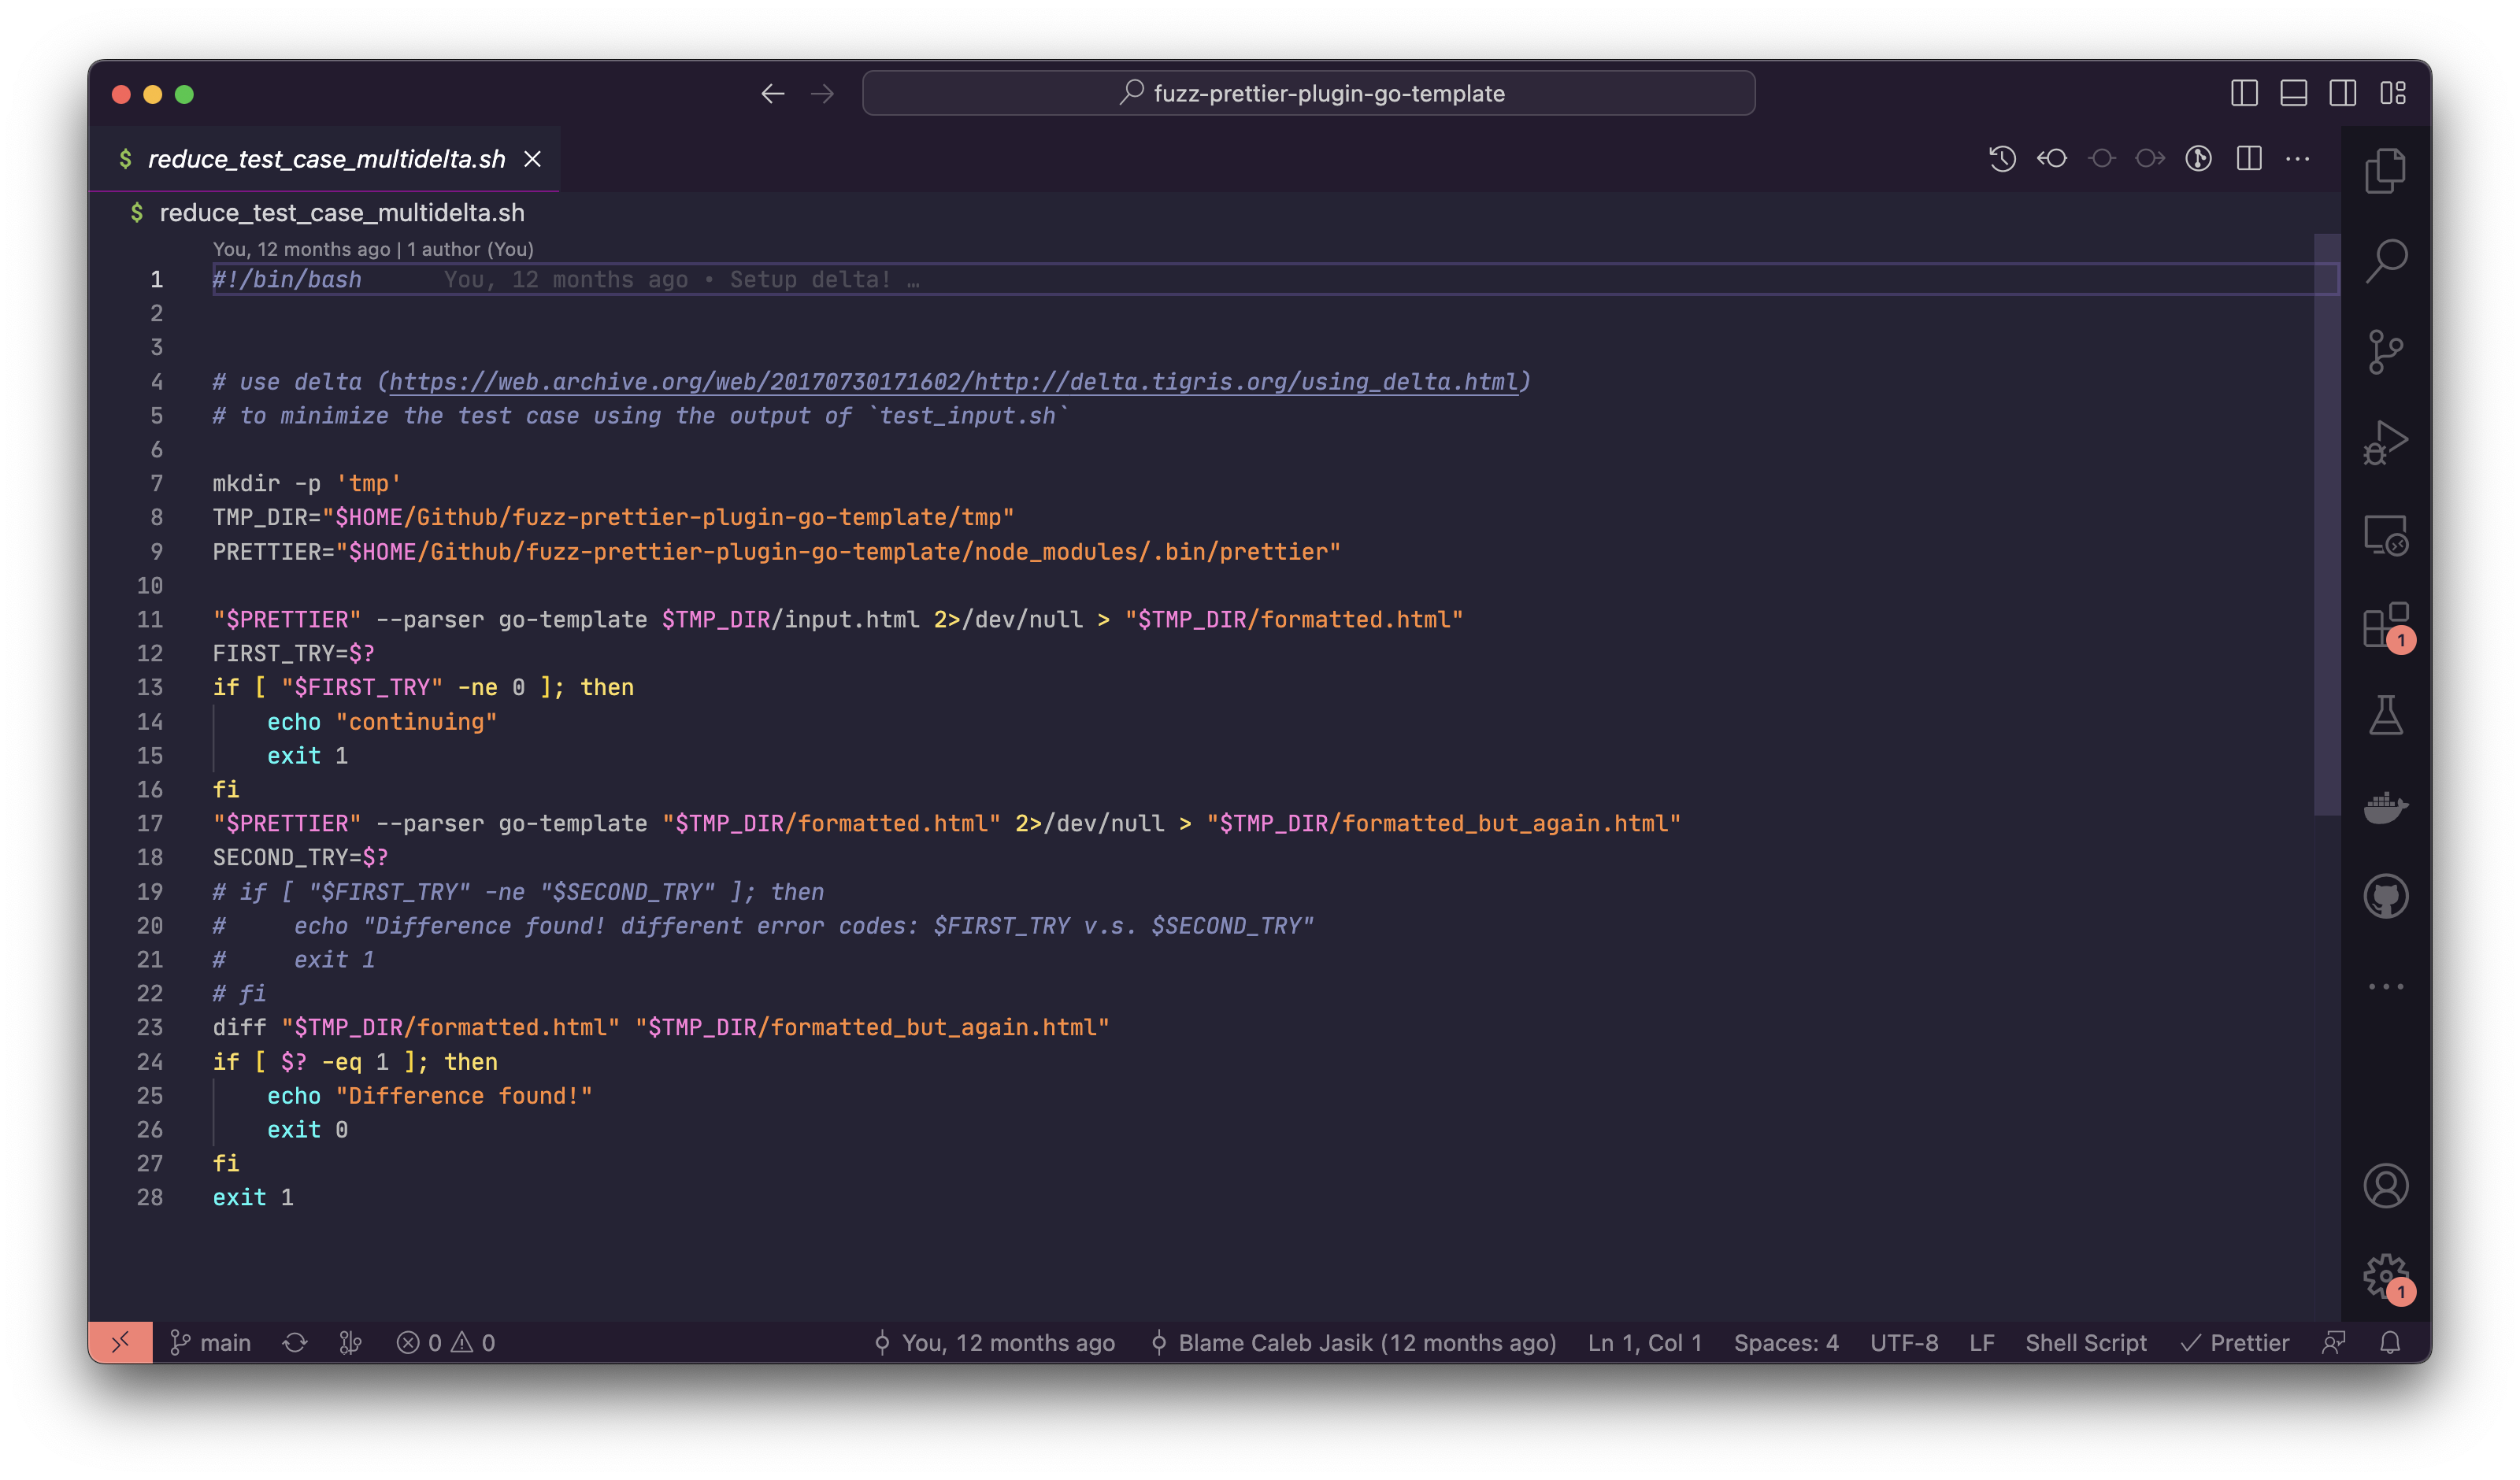 fuzz-prettier-plugin-go-template
$ reduce_test_case_multidelta.sh
$ reduce_test_case_multidelta.sh
You, 12 months ago | 1 author (You)
1 #!/bin/bash You, 12 months ago • Setup delta! …
2
3
4 # use delta (https://web.archive.org/web/20170730171602/http://delta.tigris.org/using_delta.html)
5 # to minimize the test case using the output of `test_input.sh`
6
7 mkdir -p 'tmp'
8 TMP_DIR="$HOME/Github/fuzz-prettier-plugin-go-template/tmp"
9 PRETTIER="$HOME/Github/fuzz-prettier-plugin-go-template/node_modules/.bin/prettier"
10
11 "$PRETTIER" --parser go-template $TMP_DIR/input.html 2>/dev/null > "$TMP_DIR/formatted.html"
12 FIRST_TRY=$?
13 if [ "$FIRST_TRY" -ne 0 ]; then
14     echo "continuing"
15     exit 1
16 fi
17 "$PRETTIER" --parser go-template "$TMP_DIR/formatted.html" 2>/dev/null > "$TMP_DIR/formatted_but_again.html"
18 SECOND_TRY=$?
19 # if [ "$FIRST_TRY" -ne "$SECOND_TRY" ]; then
20 #     echo "Difference found! different error codes: $FIRST_TRY v.s. $SECOND_TRY"
21 #     exit 1
22 # fi
23 diff "$TMP_DIR/formatted.html" "$TMP_DIR/formatted_but_again.html"
24 if [ $? -eq 1 ]; then
25     echo "Difference found!"
26     exit 0
27 fi
28 exit 1
1
1
main 0 0 You, 12 months ago Blame Caleb Jasik (12 months ago) Ln 1, Col 1 Spaces: 4 UTF-8 LF Shell Script Prettier